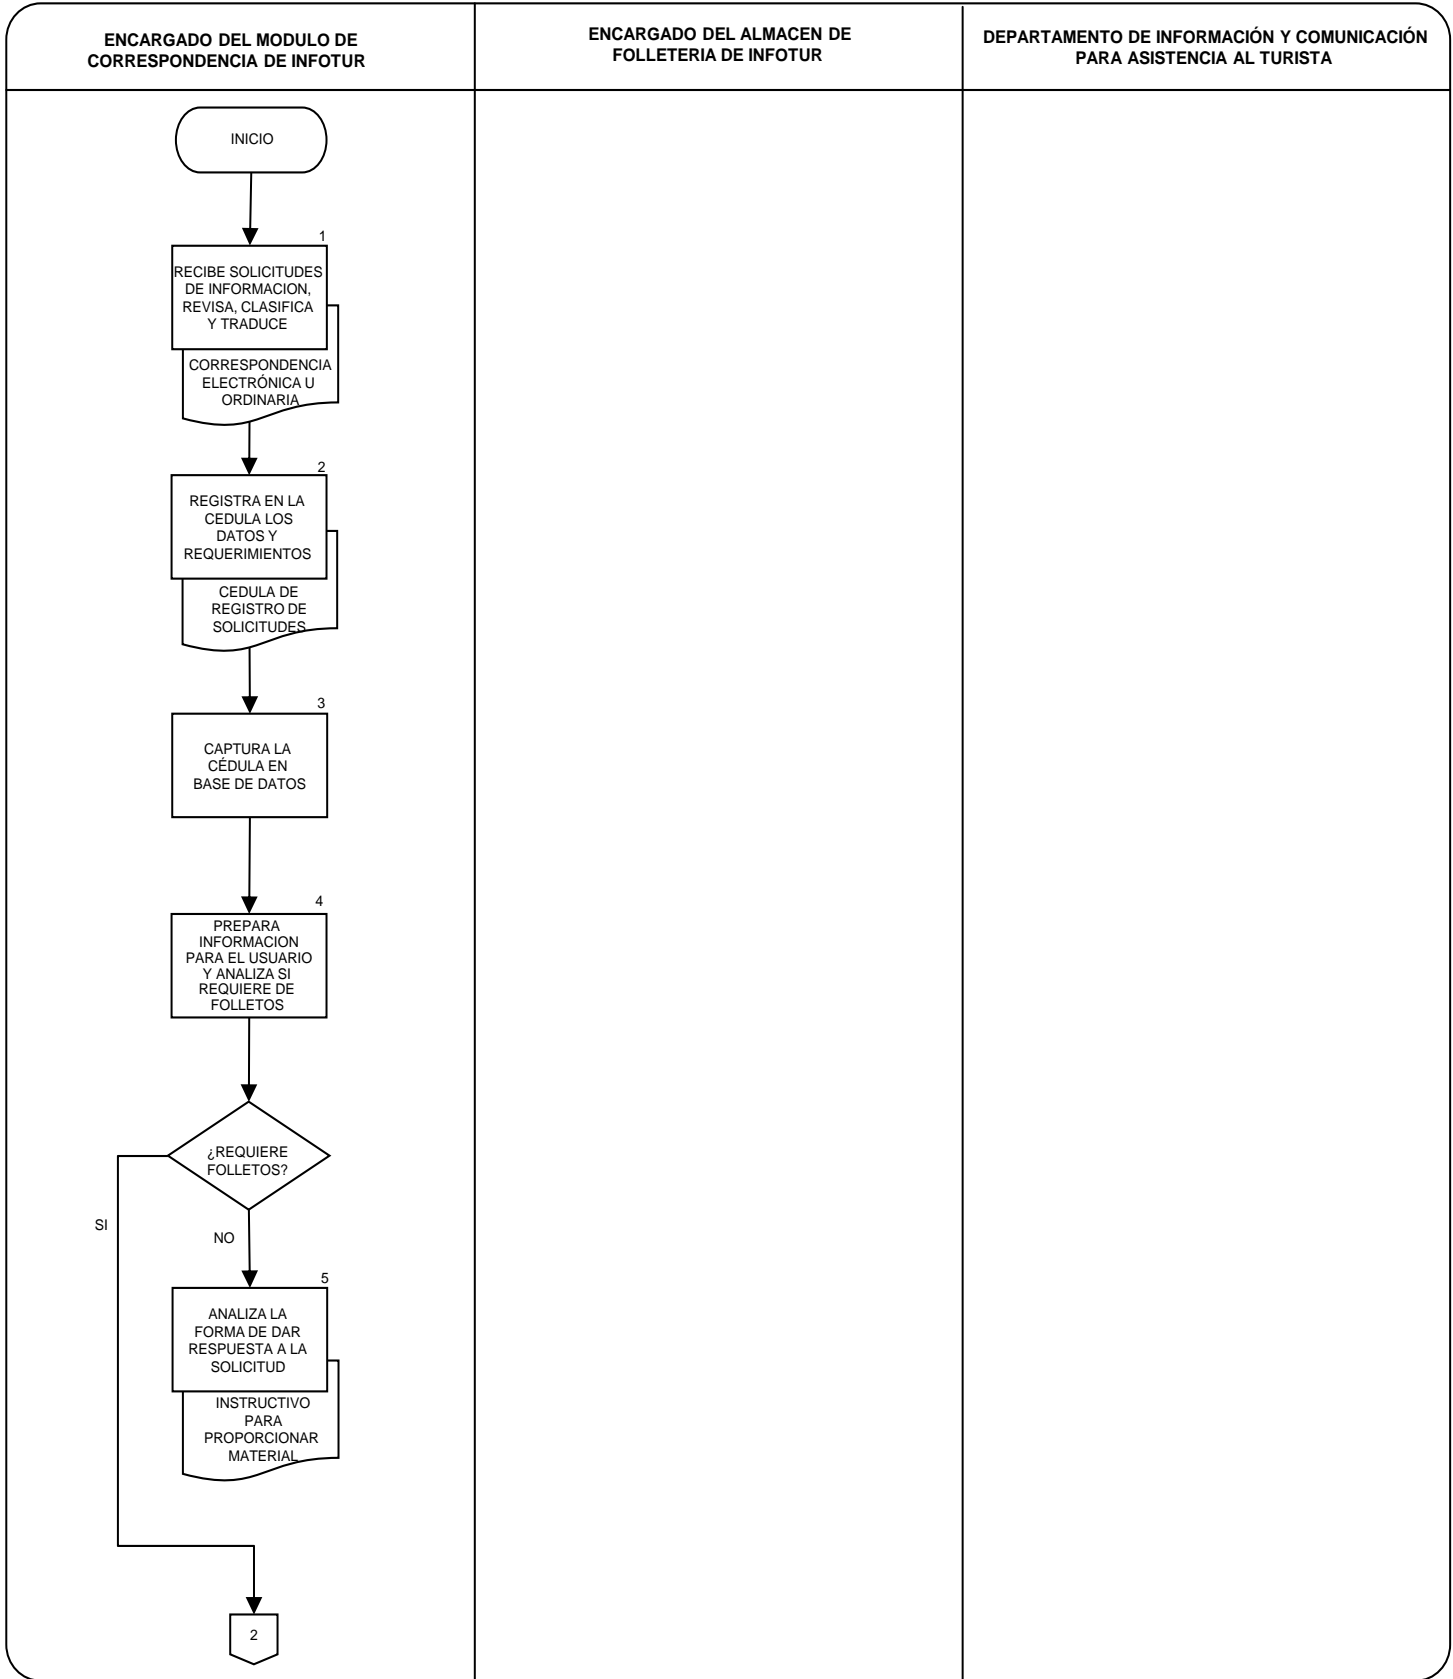 ENCARGADO DEL MODULO DE
CORRESPONDENCIA DE INFOTUR
ENCARGADO DEL ALMACEN DE
FOLLETERIA DE INFOTUR
DEPARTAMENTO DE INFORMACIÓN Y COMUNICACIÓN
PARA ASISTENCIA AL TURISTA
INICIO
1
RECIBE SOLICITUDES
DE INFORMACION,
REVISA, CLASIFICA
Y TRADUCE
CORRESPONDENCIA
ELECTRÓNICA U
ORDINARIA
2
REGISTRA EN LA
CEDULA LOS
DATOS Y
REQUERIMIENTOS
CEDULA DE
REGISTRO DE
SOLICITUDES
3
CAPTURA LA
CÉDULA EN
BASE DE DATOS
4
PREPARA
INFORMACION
PARA EL USUARIO
Y ANALIZA SI
REQUIERE DE
FOLLETOS
¿REQUIERE
FOLLETOS?
SI
NO
5
ANALIZA LA
FORMA DE DAR
RESPUESTA A LA
SOLICITUD
INSTRUCTIVO
PARA
PROPORCIONAR
MATERIAL
2